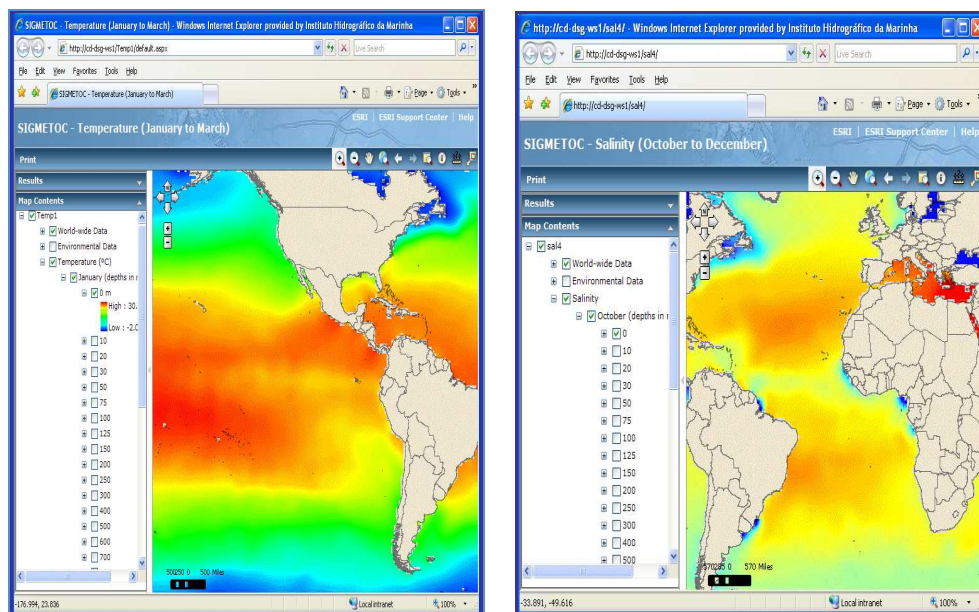 SIGMETOC - Temperature (January to March) - Windows Internet Explorer provided by Instituto Hidrográfico da Marinha
http://cd-dsg-ws1/Temp1/default.aspx
Live Search
File Edit View Favorites Tools Help
SIGMETOC - Temperature (January to March)
Page Tools
SIGMETOC - Temperature (January to March)
ESRI | ESRI Support Center | Help
Print
Results
Map Contents
Temp1
World-wide Data
Environmental Data
Temperature (ºC)
January (depths in r
0 m
High : 30.
Low : -2.0
10
20
30
50
75
100
125
150
200
250
300
400
500
600
700
N
500250 0 500 Miles
-176.994, 23.836
Local intranet
100%
http://cd-dsg-ws1/sal4/ - Windows Internet Explorer provided by Instituto Hidrográfico da Marinha
http://cd-dsg-ws1/sal4/
Live Search
File Edit View Favorites Tools Help
http://cd-dsg-ws1/sal4/
Page Tools
SIGMETOC - Salinity (October to December)
ESRI | ESRI Support Center | Help
Print
Results
Map Contents
sal4
World-wide Data
Environmental Data
Salinity
October (depths in r
0
10
20
30
50
75
100
125
150
200
250
300
400
500
N
570285 0 570 Miles
-33.891, -49.616
Local intranet
100%